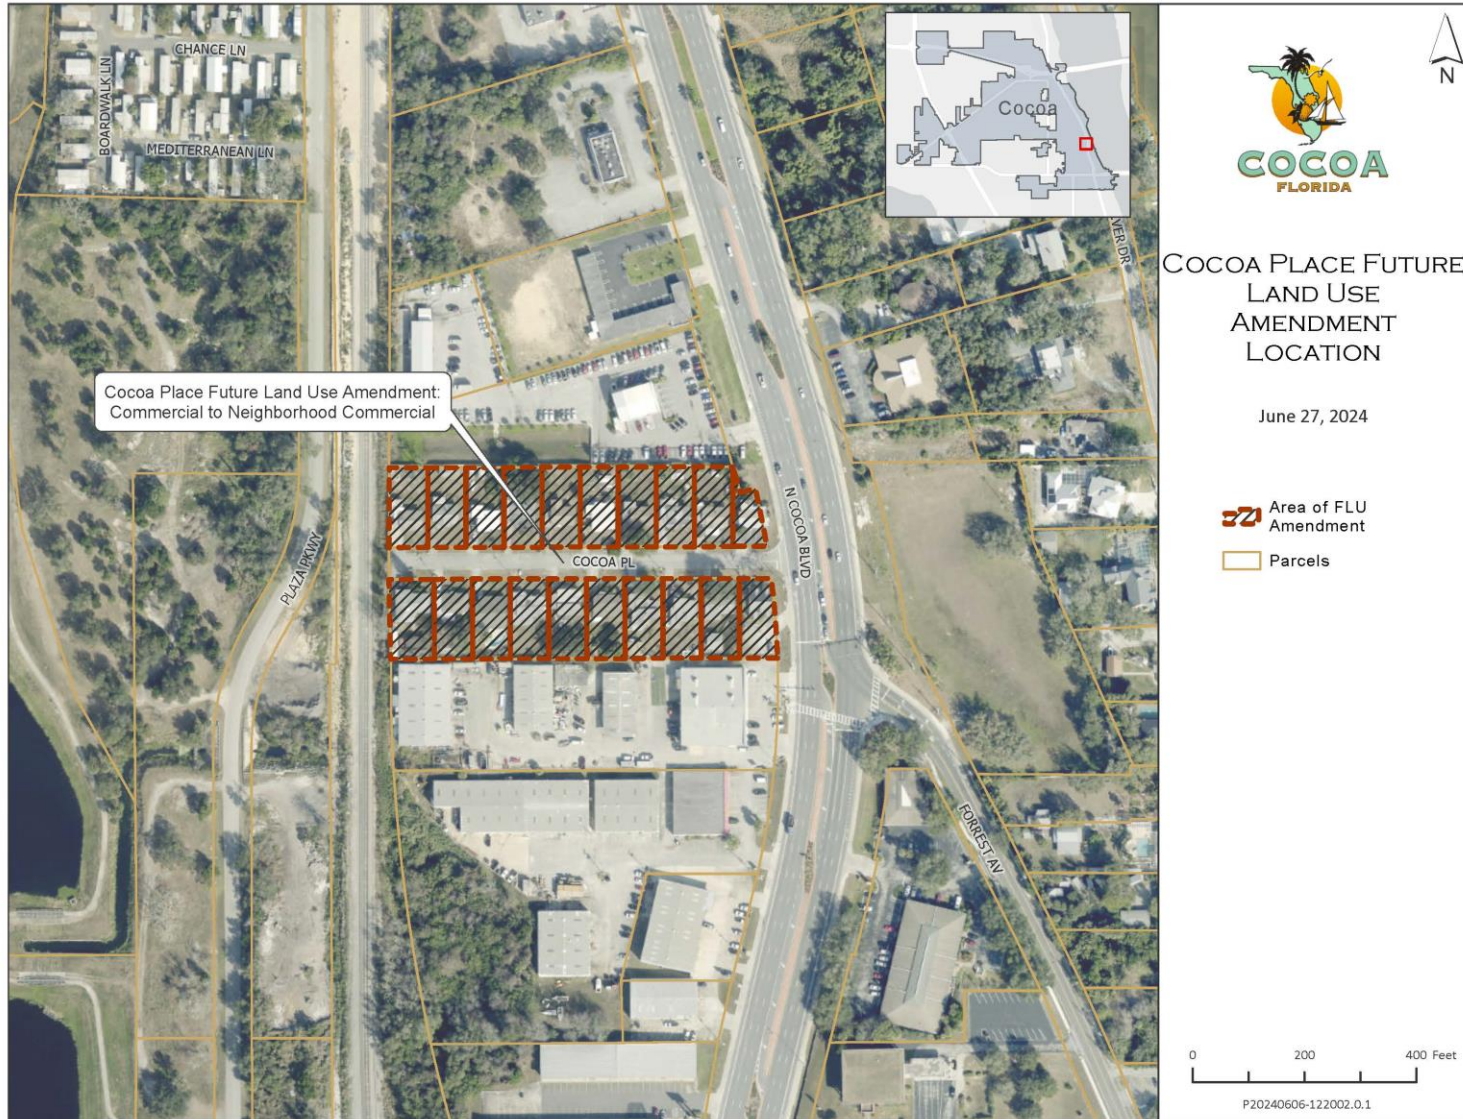 CHANCE LN
BOARDWALK LN
MEDITERRANEAN LN
Cocoa
N
COCOA
FLORIDA
VER DR
COCOA PLACE FUTURE
LAND USE
AMENDMENT
LOCATION
June 27, 2024
Cocoa Place Future Land Use Amendment:
Commercial to Neighborhood Commercial
Area of FLU
Amendment
Parcels
N COCOA BLVD
COCOA PL
PLAZA PKWY
FORREST AV
0 200 400 Feet
P20240606-122002.0.1